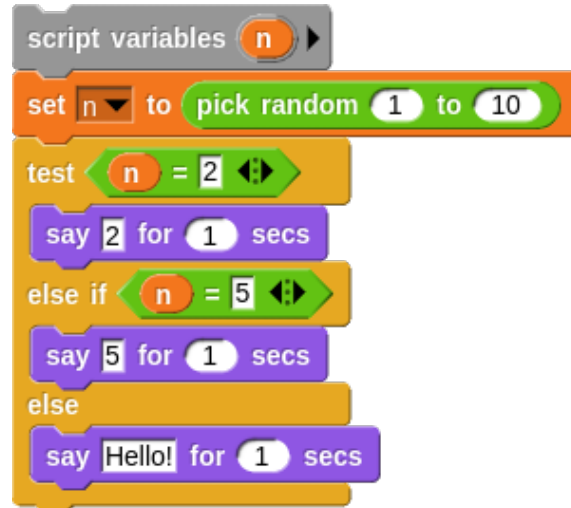 script variables n
set n to pick random 1 to 10
test n = 2
say 2 for 1 secs
else if n = 5
say 5 for 1 secs
else
say Hello! for 1 secs